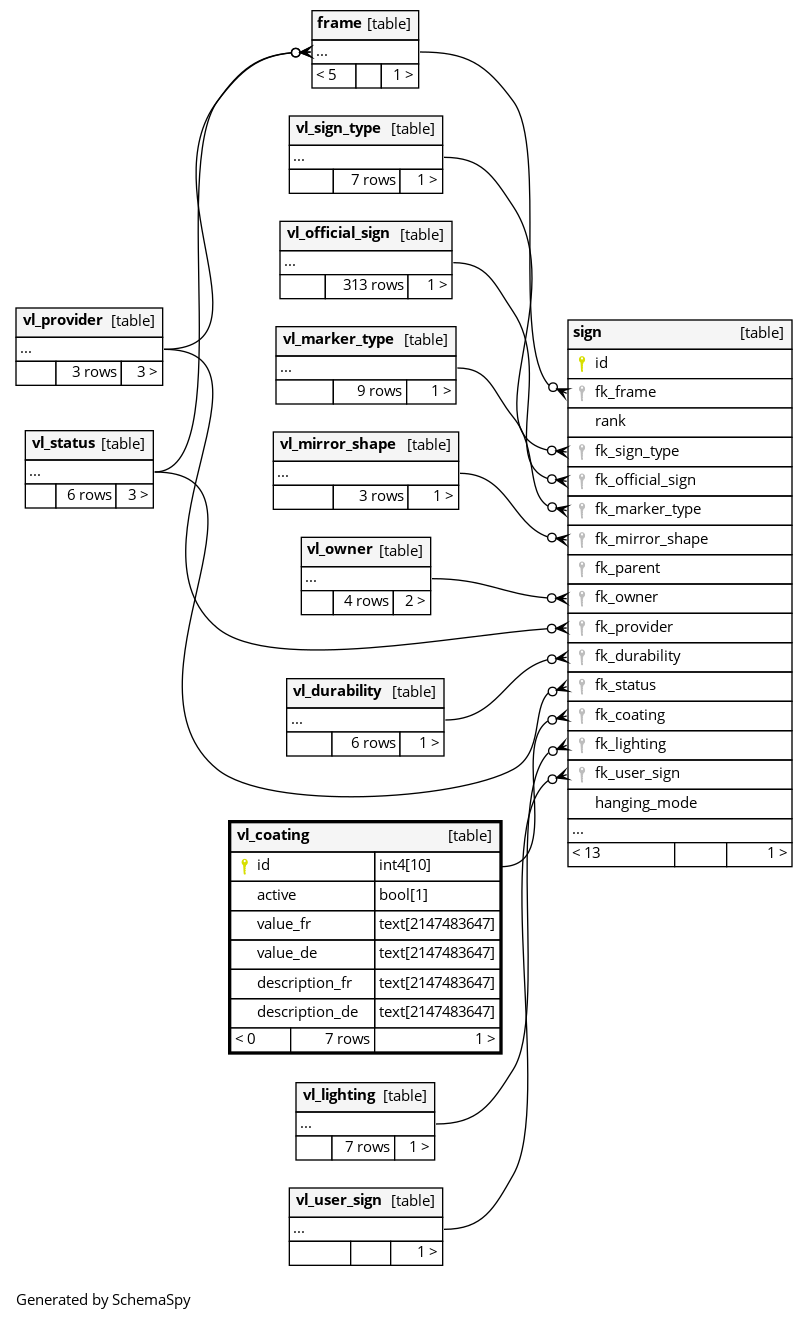 frame [table]
...
< 5 1 >
vl_sign_type [table]
...
7 rows 1 >
vl_official_sign [table]
...
313 rows 1 >
vl_provider [table]
...
3 rows 3 >
vl_marker_type [table]
...
9 rows 1 >
vl_status [table]
...
6 rows 3 >
vl_mirror_shape [table]
...
3 rows 1 >
vl_owner [table]
...
4 rows 2 >
vl_durability [table]
...
6 rows 1 >
sign [table]
id
fk_frame
rank
fk_sign_type
fk_official_sign
fk_marker_type
fk_mirror_shape
fk_parent
fk_owner
fk_provider
fk_durability
fk_status
fk_coating
fk_lighting
fk_user_sign
hanging_mode
...
< 13 1 >
vl_coating [table]
id int4[10]
active bool[1]
value_fr text[2147483647]
value_de text[2147483647]
description_fr text[2147483647]
description_de text[2147483647]
< 0 7 rows 1 >
vl_lighting [table]
...
7 rows 1 >
vl_user_sign [table]
...
1 >
Generated by SchemaSpy